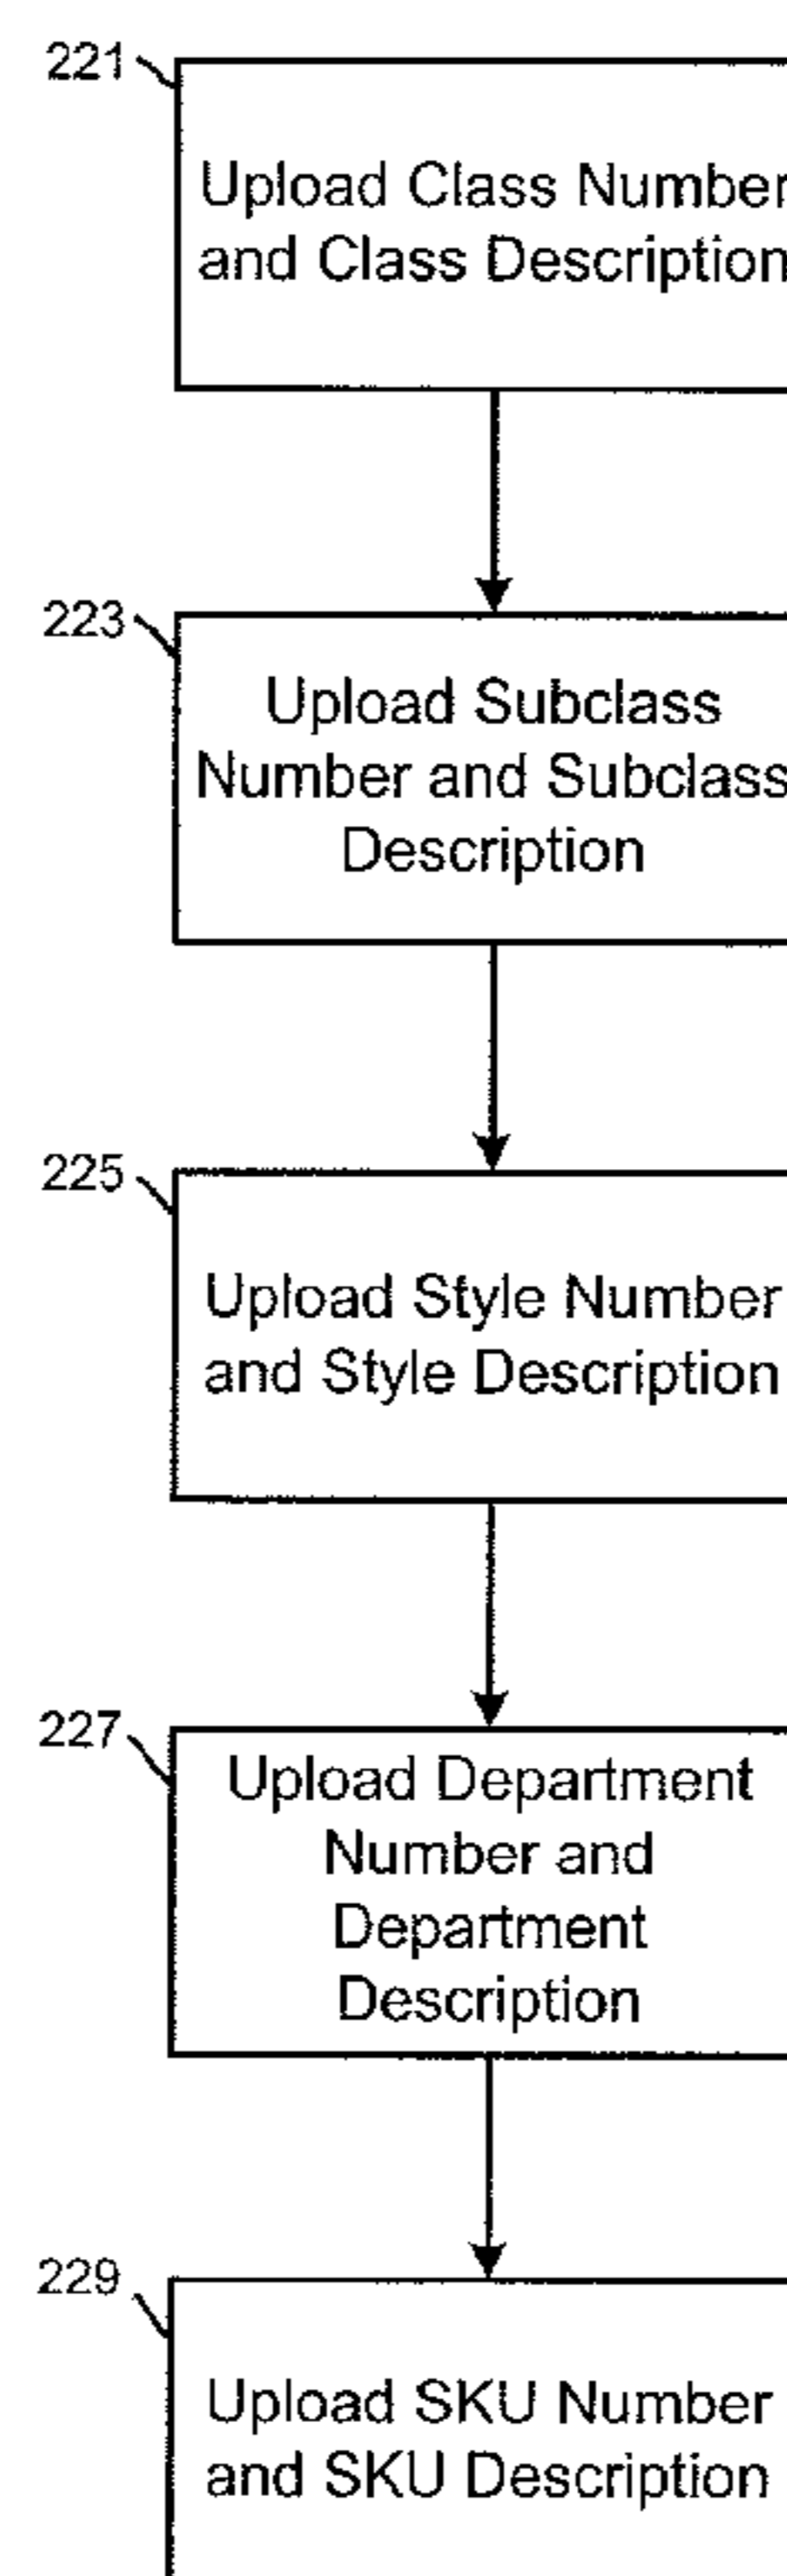 221
Upload Class Number
and Class Description
223
Upload Subclass
Number and Subclass
Description
225
Upload Style Number
and Style Description
227
Upload Department
Number and
Department
Description
229
Upload SKU Number
and SKU Description